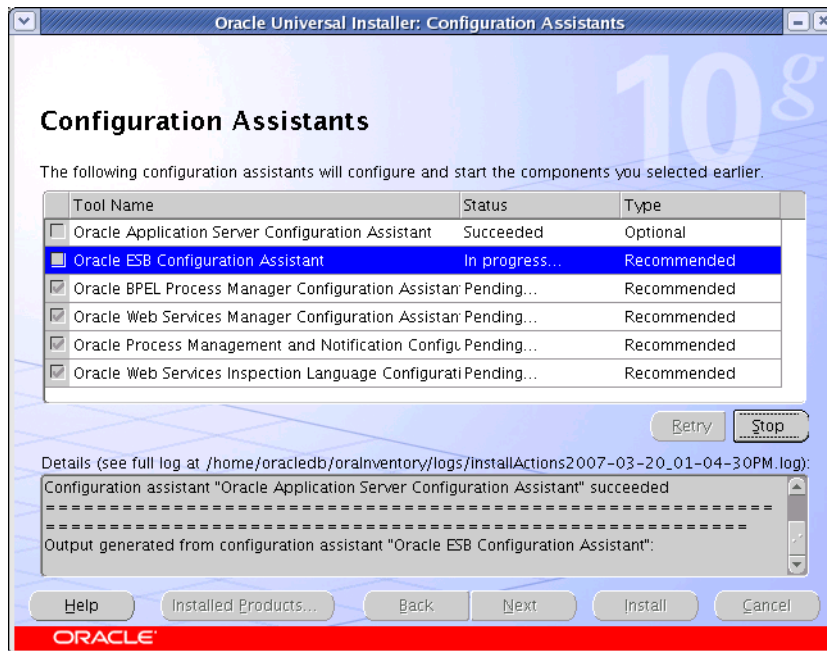 Oracle Universal Installer: Configuration Assistants
10g
Configuration Assistants
The following configuration assistants will configure and start the components you selected earlier.
Tool Name Status Type
Oracle Application Server Configuration Assistant Succeeded Optional
Oracle ESB Configuration Assistant In progress... Recommended
Oracle BPEL Process Manager Configuration Assistan Pending... Recommended
Oracle Web Services Manager Configuration Assistan Pending... Recommended
Oracle Process Management and Notification Configu Pending... Recommended
Oracle Web Services Inspection Language Configurati Pending... Recommended
Retry Stop
Details (see full log at /home/oracledb/oraInventory/logs/installActions2007-03-20_01-04-30PM.log):
Configuration assistant "Oracle Application Server Configuration Assistant" succeeded
=========================================================
=======================================================
Output generated from configuration assistant "Oracle ESB Configuration Assistant":
Help Installed Products... Back Next Install Cancel
ORACLE